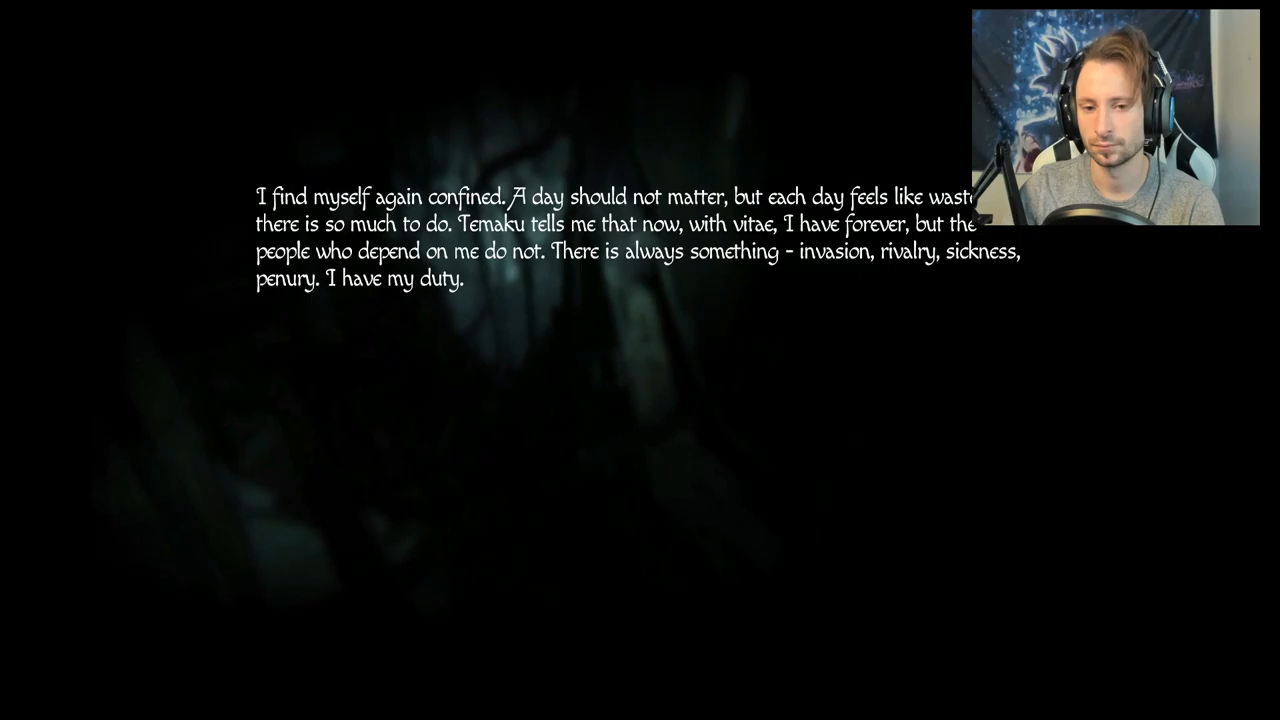 I find myself again confined. A day should not matter, but each day feels like
there is so much to do. Temaku tells me that now, with vitae, I have forever, but the
people who depend on me do not. There is always something - invasion, rivalry, sickness,
penury. I have my duty.